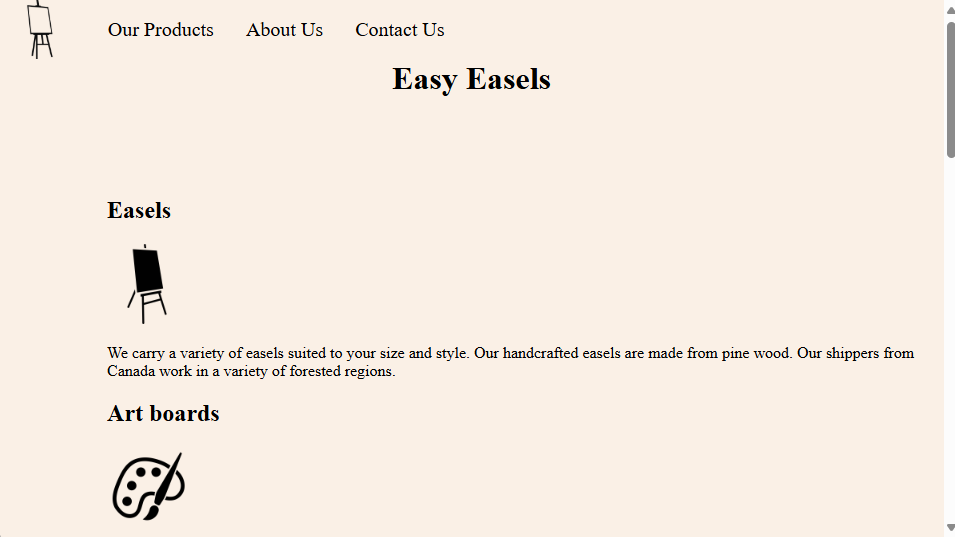 Our Products About Us Contact Us
Easy Easels
Easels
We carry a variety of easels suited to your size and style. Our handcrafted easels are made from pine wood. Our shippers from
Canada work in a variety of forested regions.
Art boards